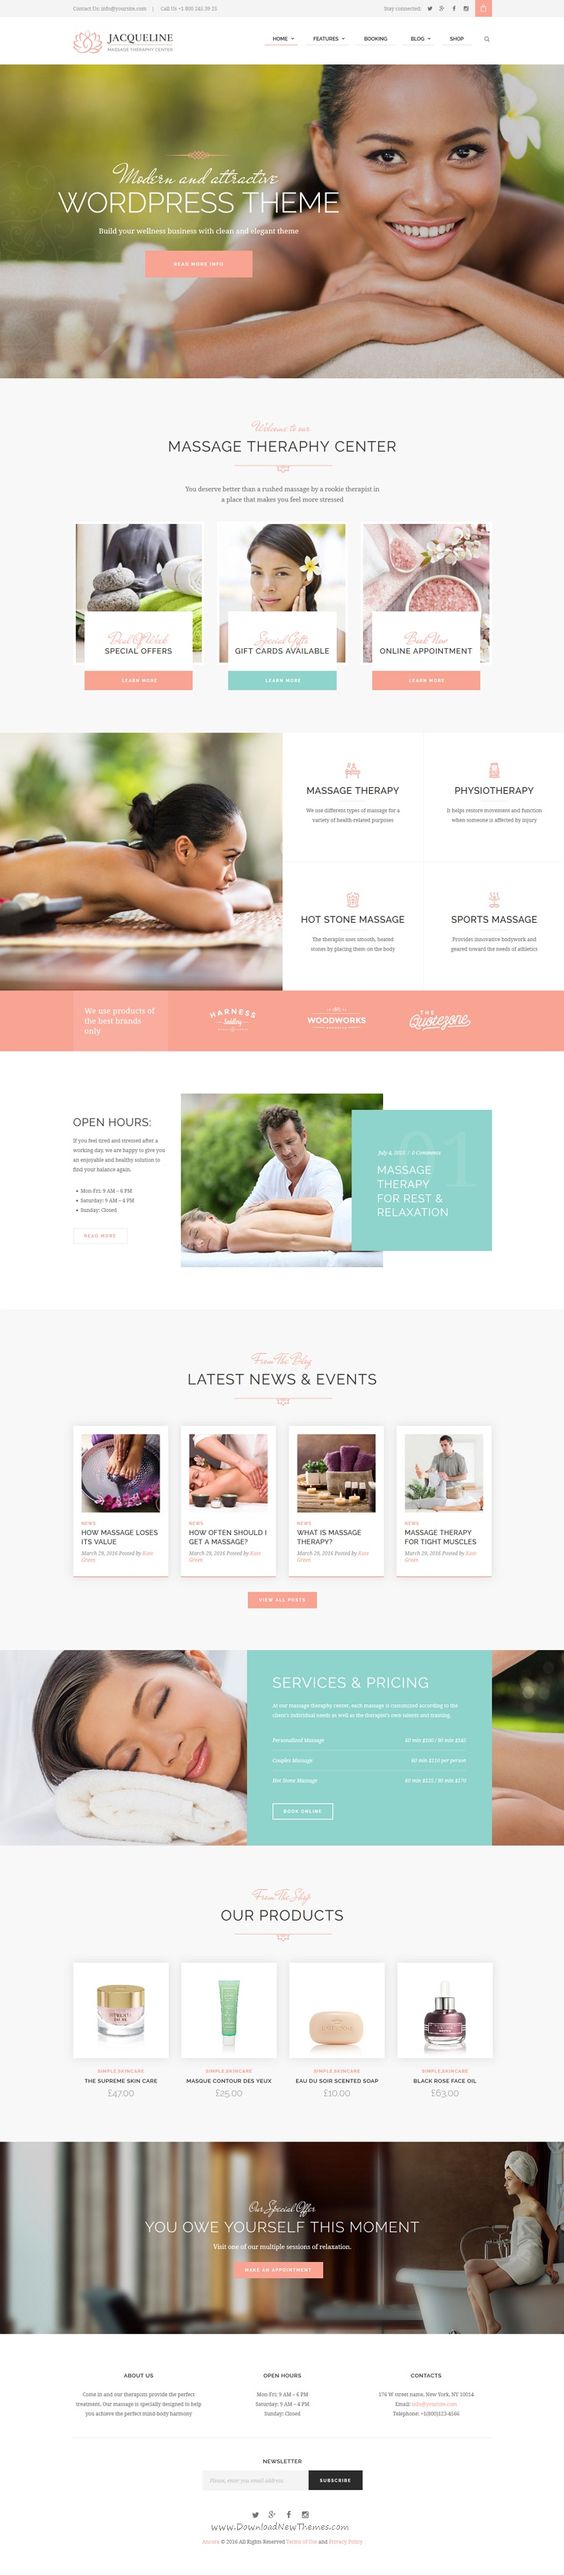 Contact Us: info@yoursite.com | Call Us +1 800 245 39 25
Stay connected:
JACQUELINE
MASSAGE THERAPHY CENTER
HOME FEATURES BOOKING BLOG SHOP
Modern and attractive
WORDPRESS THEME
Build your wellness business with clean and elegant theme
READ MORE INFO
Welcome to our
MASSAGE THERAPHY CENTER
You deserve better than a rushed massage by a rookie therapist in
a place that makes you feel more stressed
Deal Of Week
SPECIAL OFFERS
LEARN MORE
Special Gifts
GIFT CARDS AVAILABLE
LEARN MORE
Book Now
ONLINE APPOINTMENT
LEARN MORE
MASSAGE THERAPY
We use different types of massage for a
variety of health-related purposes
PHYSIOTHERAPY
It helps restore movement and function
when someone is affected by injury
HOT STONE MASSAGE
The therapist uses smooth, heated
stones by placing them on the body
SPORTS MASSAGE
Provides innovative bodywork and
geared toward the needs of athletics
We use products of
the best brands
only
HARNESS
Saddlery
WOODWORKS
THE
Quotezone
OPEN HOURS:
If you feel tired and stressed after a
working day, we are happy to give you
an enjoyable and healthy solution to
find your balance again.
• Mon-Fri: 9 AM – 6 PM
• Saturday: 9 AM – 4 PM
• Sunday: Closed
READ MORE
01
July 4, 2015 / 0 Comments
MASSAGE
THERAPY
FOR REST &
RELAXATION
From The Blog
LATEST NEWS & EVENTS
NEWS
HOW MASSAGE LOSES
ITS VALUE
March 29, 2016 Posted by Kate
Green
NEWS
HOW OFTEN SHOULD I
GET A MASSAGE?
March 29, 2016 Posted by Kate
Green
NEWS
WHAT IS MASSAGE
THERAPY?
March 29, 2016 Posted by Kate
Green
NEWS
MASSAGE THERAPY
FOR TIGHT MUSCLES
March 29, 2016 Posted by Kate
Green
VIEW ALL POSTS
SERVICES & PRICING
At our massage theraphy center, each massage is customized according to the
client's individual needs as well as the therapist's own talents and training.
Personalized Massage 60 min $100 / 90 min $145
Couples Massage 60 min $110 per person
Hot Stone Massage 60 min $125 / 90 min $170
BOOK ONLINE
From The Shop
OUR PRODUCTS
SIMPLE,SKINCARE
THE SUPREME SKIN CARE
£47.00
SIMPLE,SKINCARE
MASQUE CONTOUR DES YEUX
£25.00
SIMPLE,SKINCARE
EAU DU SOIR SCENTED SOAP
£10.00
SIMPLE,SKINCARE
BLACK ROSE FACE OIL
£63.00
Our Special Offer
YOU OWE YOURSELF THIS MOMENT
Visit one of our multiple sessions of relaxation.
MAKE AN APPOINTMENT
ABOUT US
Come in and our therapists provide the perfect
treatment. Our massage is specially designed to help
you achieve the perfect mind-body harmony
OPEN HOURS
Mon-Fri: 9 AM – 6 PM
Saturday: 9 AM – 4 PM
Sunday: Closed
CONTACTS
176 W street name, New York, NY 10014
Email: info@yoursite.com
Telephone: +1(800)123-4566
NEWSLETTER
Please, enter you email address.
SUBSCRIBE
www.DownloadNewThemes.com
Ancora © 2016 All Rights Reserved Terms of Use and Privacy Policy